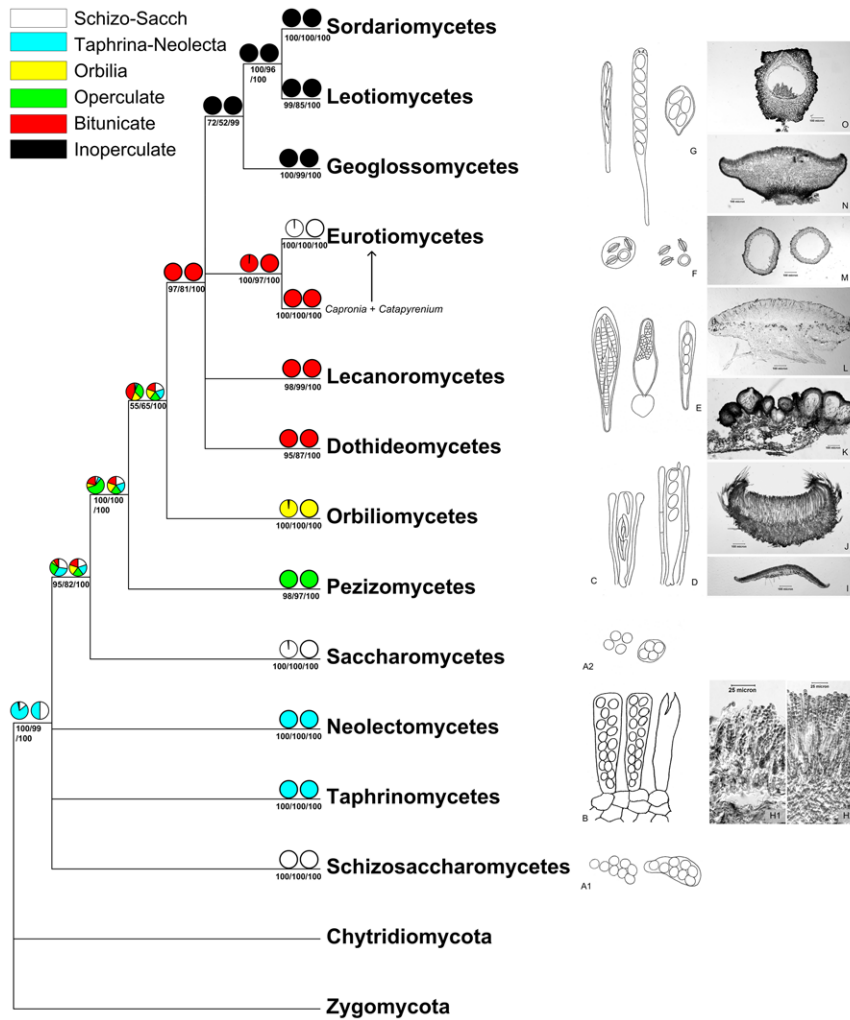 Schizo-Sacch
Taphrina-Neolecta
Orbilia
Operculate
Bitunicate
Inoperculate
Sordariomycetes
100/100/100
100/96
/100
Leotiomycetes
99/85/100
72/52/99
Geoglossomycetes
100/99/100
Eurotiomycetes
100/100/100
97/81/100
100/97/100
Capronia + Catapyrenium
100/100/100
Lecanoromycetes
98/99/100
55/65/100
Dothideomycetes
95/87/100
100/100
/100
Orbiliomycetes
100/100/100
95/82/100
Pezizomycetes
98/97/100
Saccharomycetes
100/100/100
100/99
/100
Neolectomycetes
100/100/100
Taphrinomycetes
100/100/100
Schizosaccharomycetes
100/100/100
Chytridiomycota
Zygomycota
G
F
E
C
D
A2
B
A1
O
N
M
L
K
J
I
25 micron
25 micron
H1
H